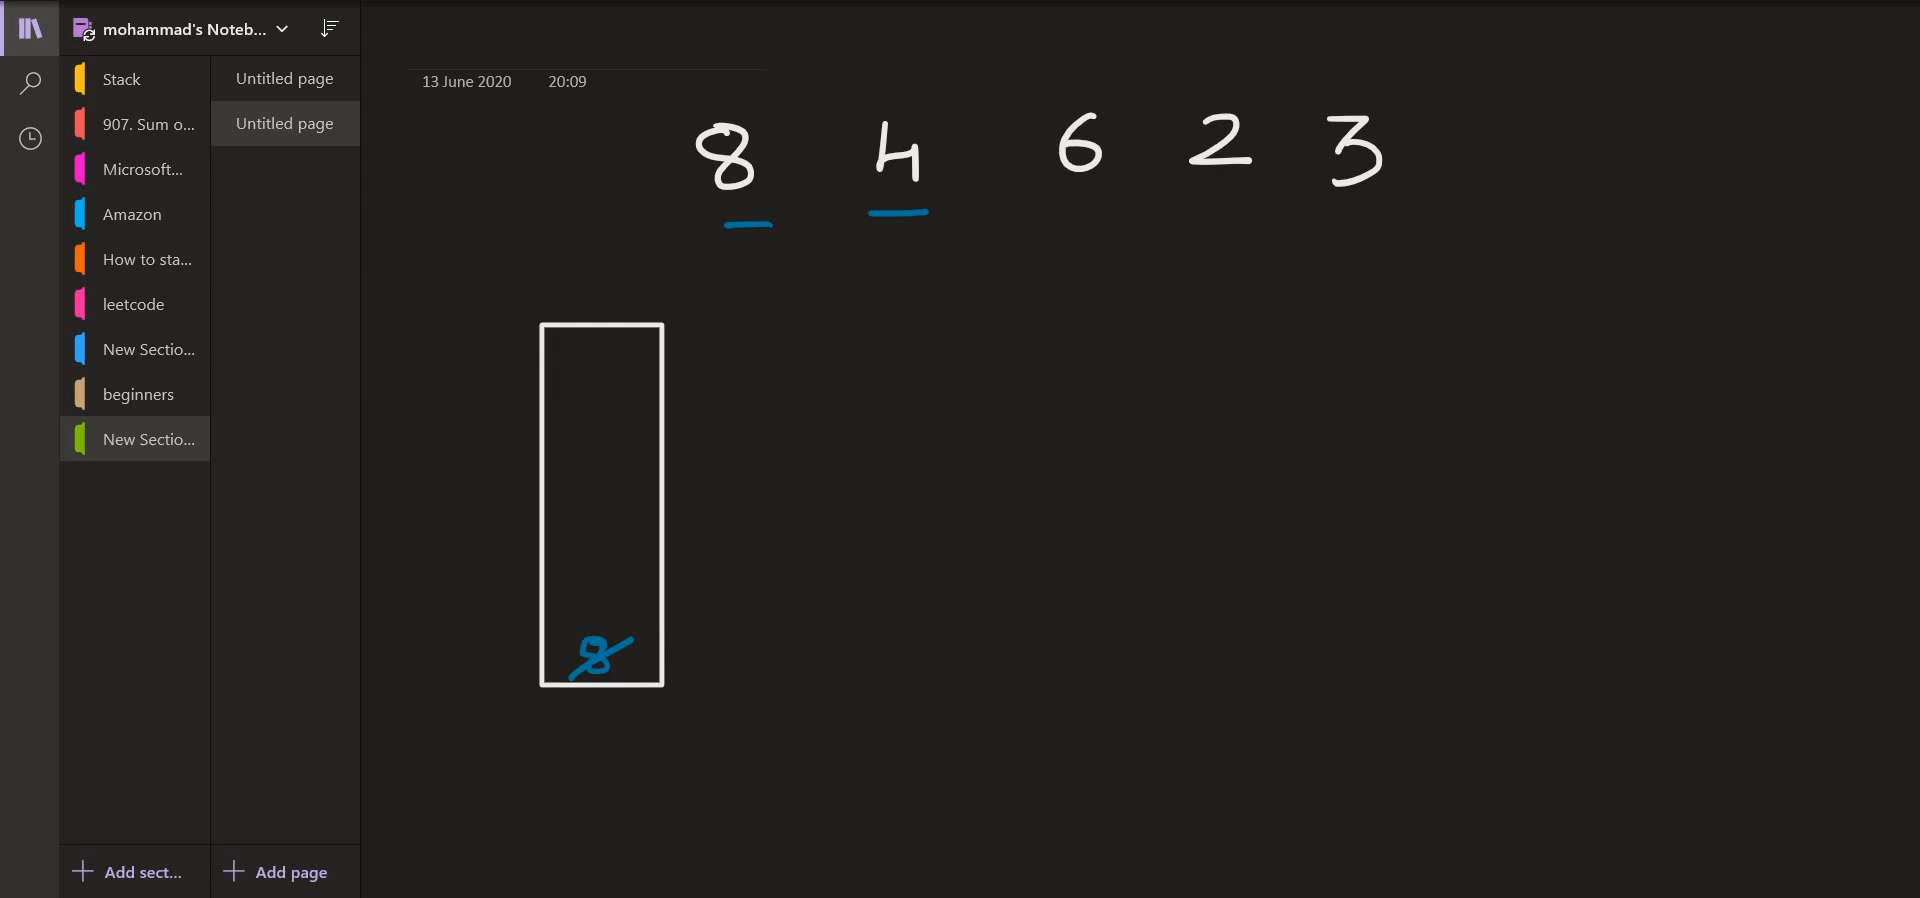 mohammad's Noteb...
Stack
907. Sum o...
Microsoft...
Amazon
How to sta...
leetcode
New Sectio...
beginners
New Sectio...
Add sect...
Untitled page
Untitled page
Add page
13 June 2020 20:09
8 4 6 2 3
8